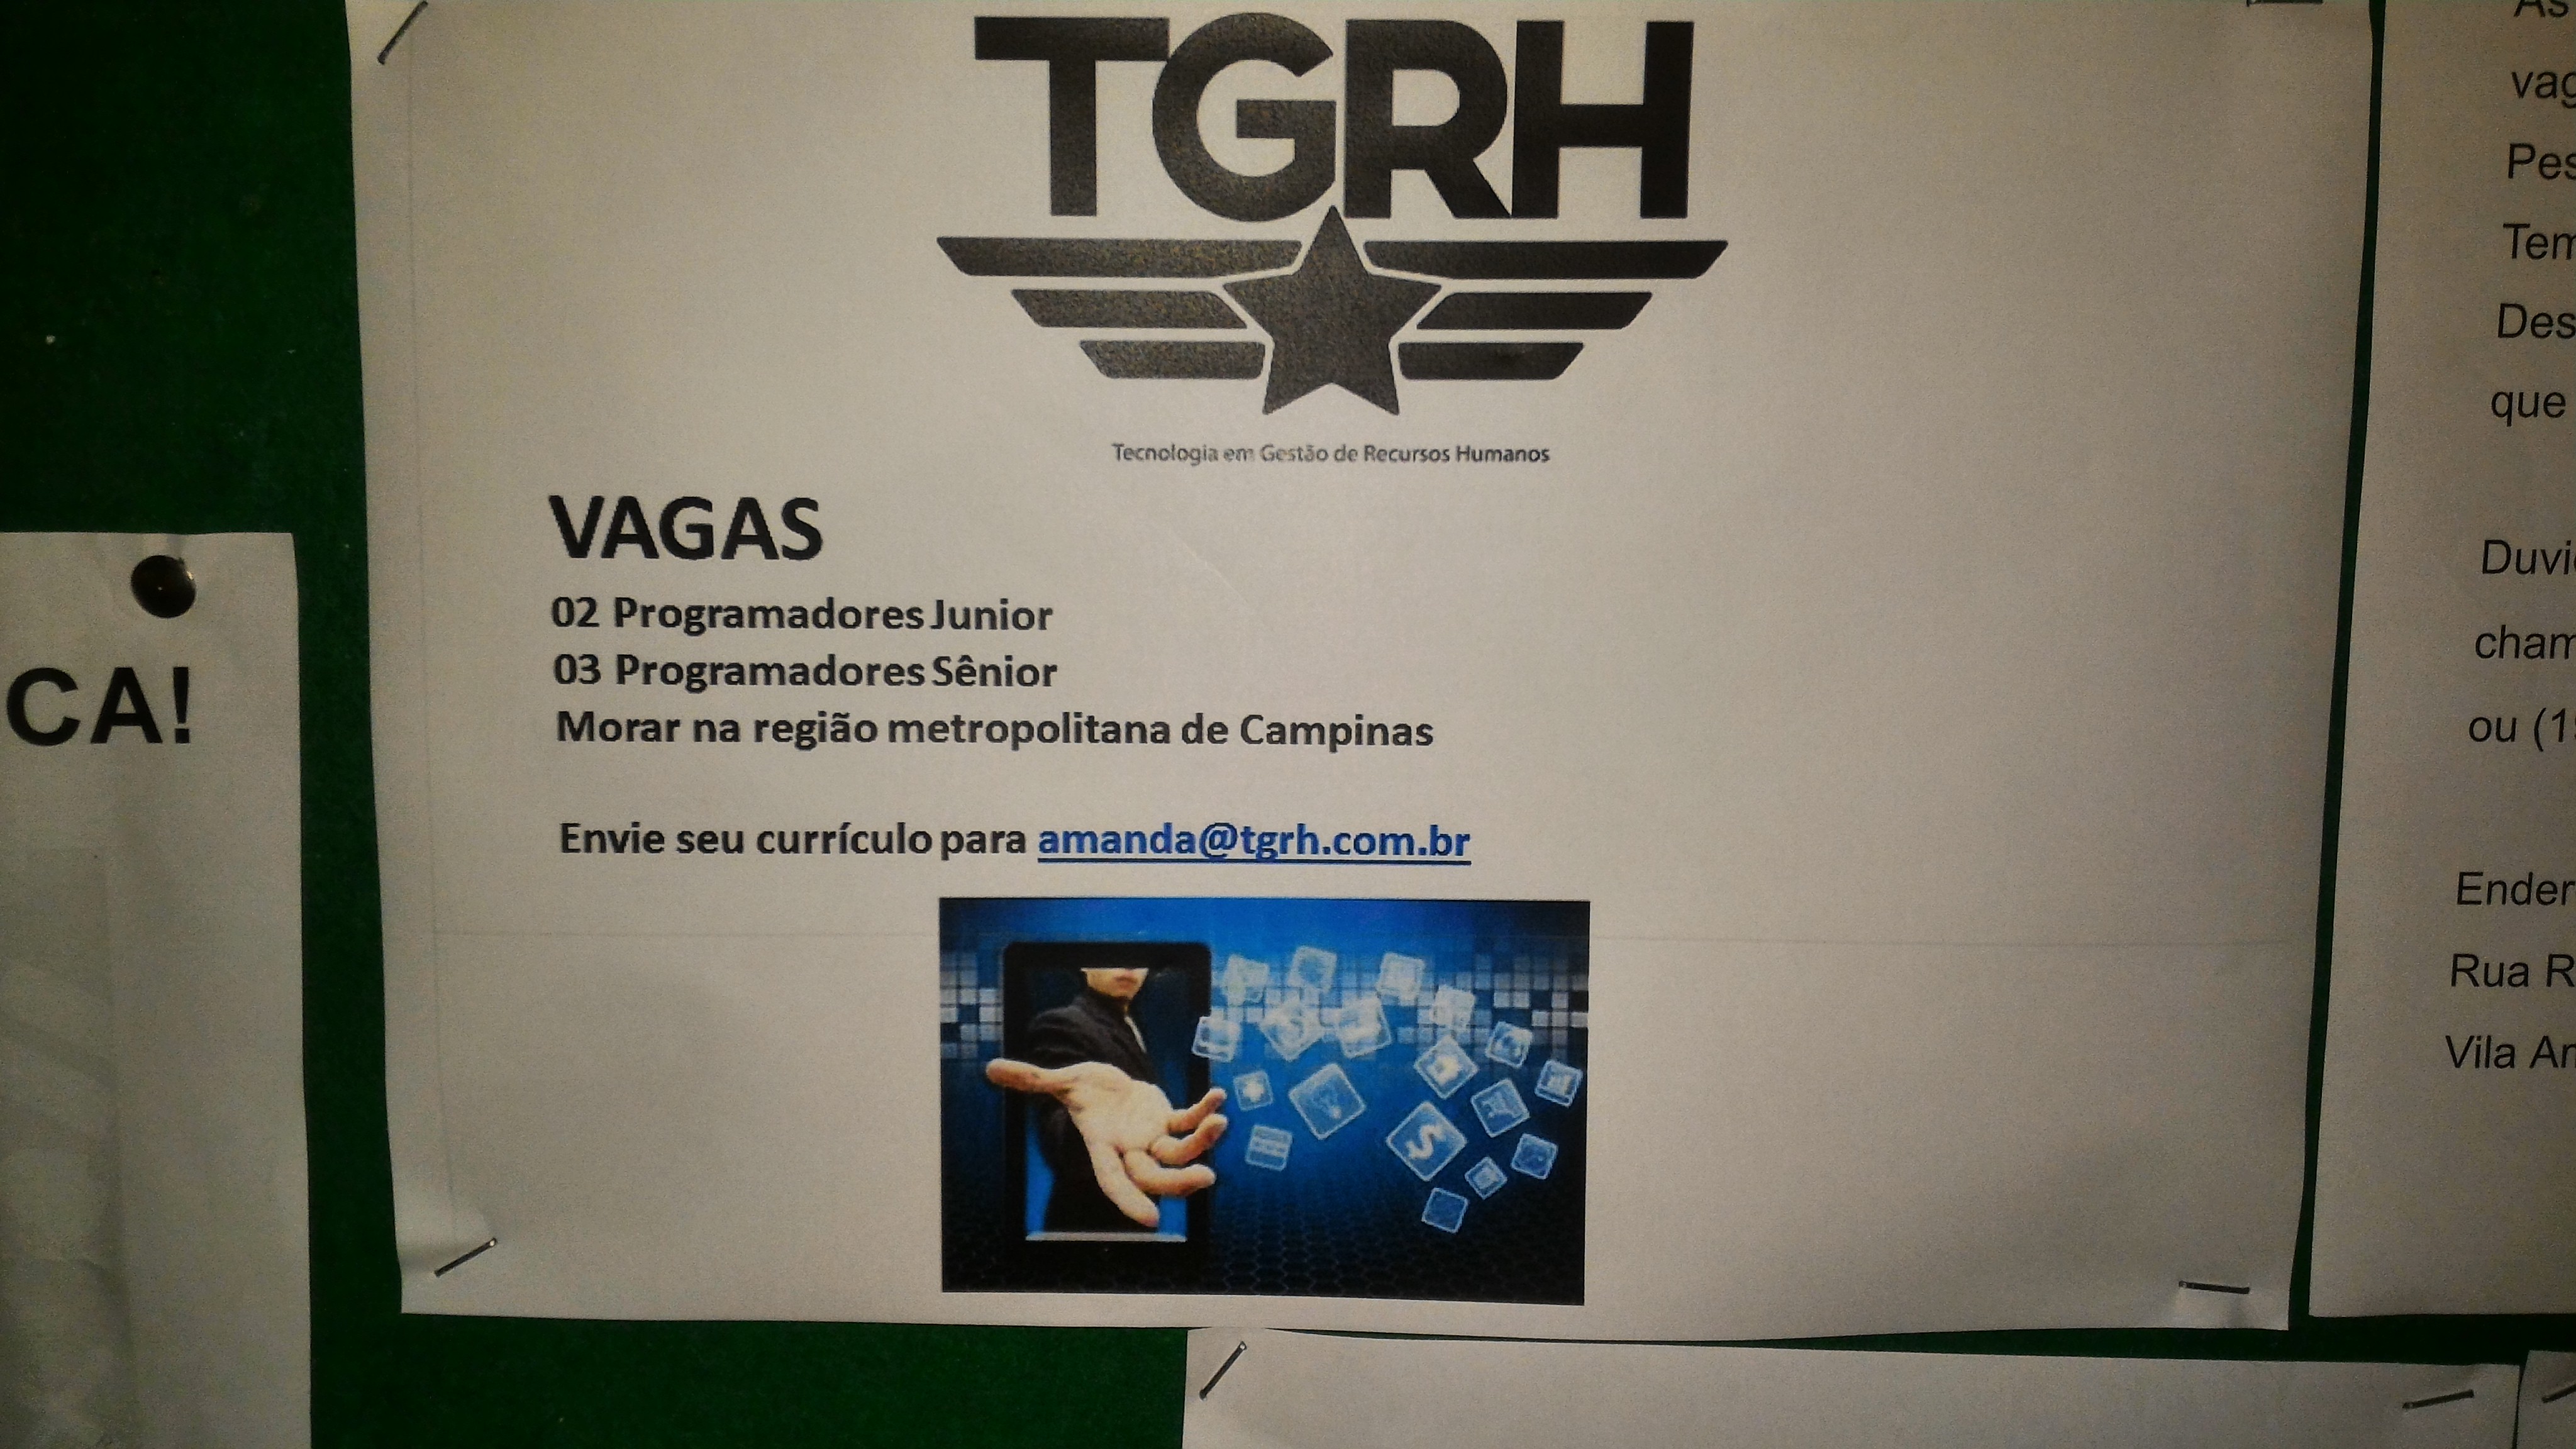 TGRH
Tecnologia em Gestão de Recursos Humanos
VAGAS
02 Programadores Junior
03 Programadores Sênior
Morar na região metropolitana de Campinas
Envie seu currículo para amanda@tgrh.com.br
CA!
As
vag
Pes
Tem
Des
que
Duvi
cham
ou (1
Ender
Rua R
Vila An